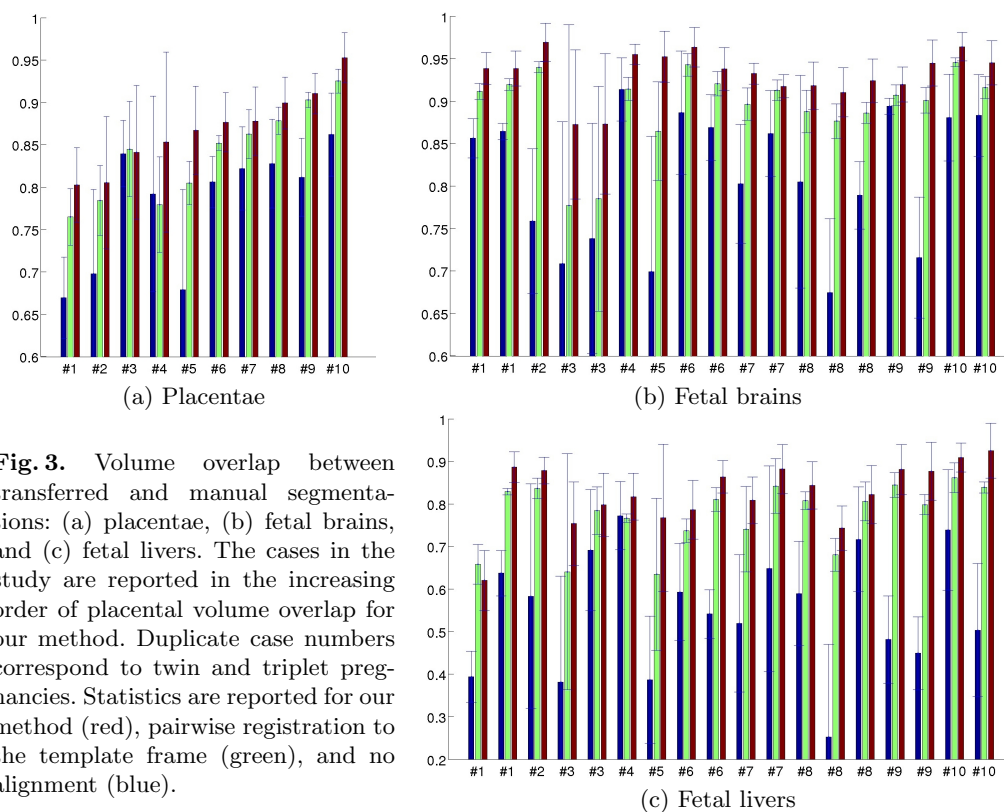 1
0.95
0.9
0.85
0.8
0.75
0.7
0.65
0.6
#1 #2 #3 #4 #5 #6 #7 #8 #9 #10
(a) Placentae
1
0.95
0.9
0.85
0.8
0.75
0.7
0.65
0.6
#1 #1 #2 #3 #3 #4 #5 #6 #6 #7 #7 #8 #8 #8 #9 #9 #10 #10
(b) Fetal brains
Fig. 3. Volume overlap between
transferred and manual segmenta-
tions: (a) placentae, (b) fetal brains,
and (c) fetal livers. The cases in the
study are reported in the increasing
order of placental volume overlap for
our method. Duplicate case numbers
correspond to twin and triplet preg-
nancies. Statistics are reported for our
method (red), pairwise registration to
the template frame (green), and no
alignment (blue).
1
0.9
0.8
0.7
0.6
0.5
0.4
0.3
0.2
#1 #1 #2 #3 #3 #4 #5 #6 #6 #7 #7 #8 #8 #8 #9 #9 #10 #10
(c) Fetal livers